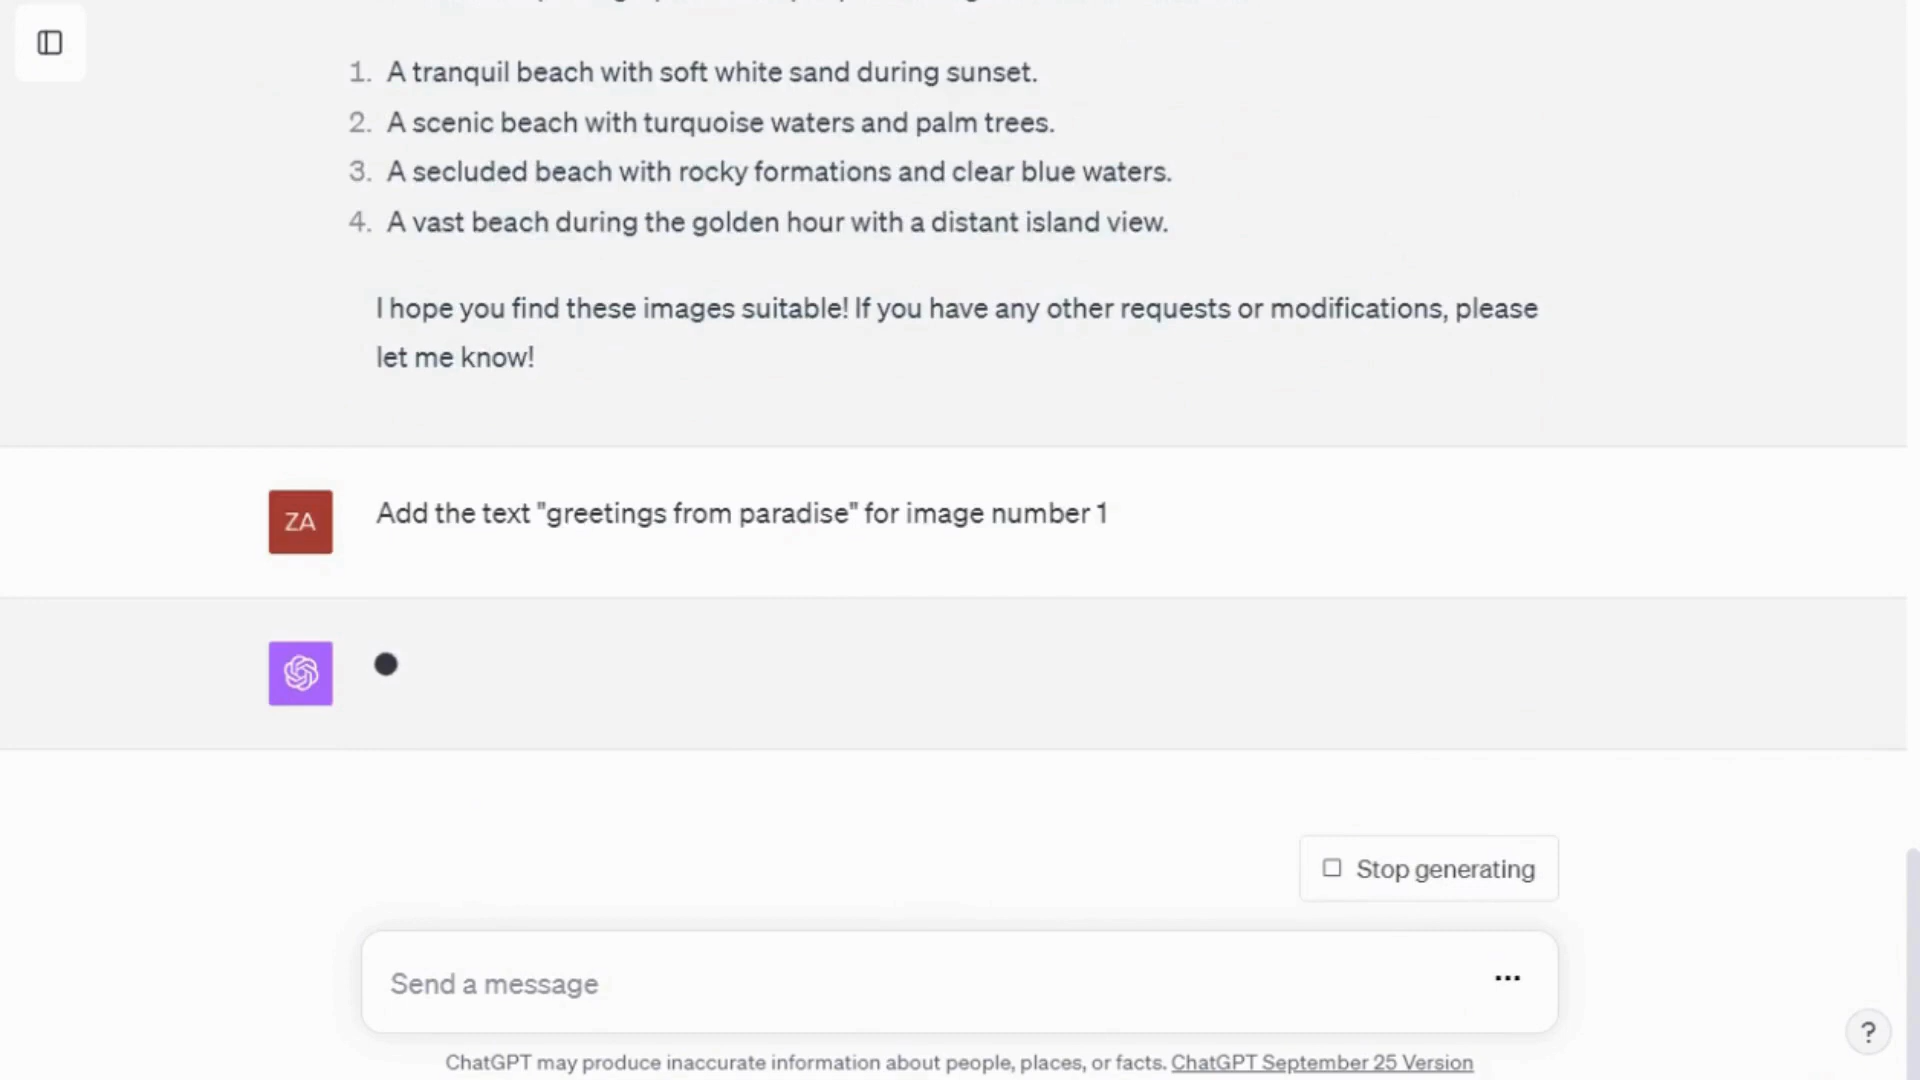 1. A tranquil beach with soft white sand during sunset.
2. A scenic beach with turquoise waters and palm trees.
3. A secluded beach with rocky formations and clear blue waters.
4. A vast beach during the golden hour with a distant island view.
I hope you find these images suitable! If you have any other requests or modifications, please
let me know!
ZA
Add the text "greetings from paradise" for image number 1
Stop generating
Send a message
?
ChatGPT may produce inaccurate information about people, places, or facts. ChatGPT September 25 Version